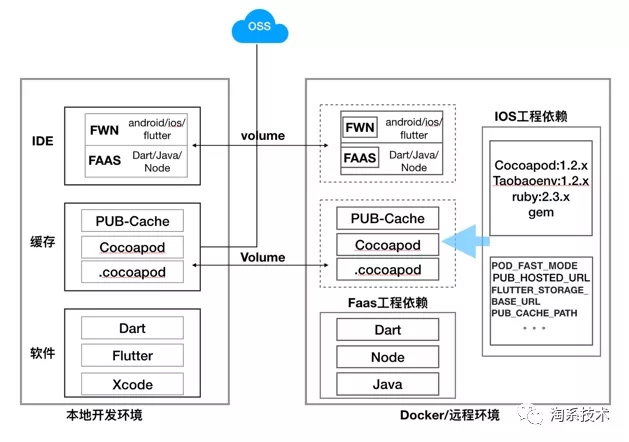 OSS
IDE
FWN
android/ios/
flutter
FAAS
Dart/Java/
Node
缓存
PUB-Cache
Cocoapod
.cocoapod
软件
Dart
Flutter
Xcode
本地开发环境
volume
Volume
FWN
android/ios/
flutter
FAAS
Dart/Java/
Node
PUB-Cache
Cocoapod
.cocoapod
Faas工程依赖
Dart
Node
Java
IOS工程依赖
Cocoapod:1.2.x
Taobaoenv:1.2.x
ruby:2.3.x
gem
POD_FAST_MODE
PUB_HOSTED_URL
FLUTTER_STORAGE_
BASE_URL
PUB_CACHE_PATH
...
Docker/远程环境
淘系技术